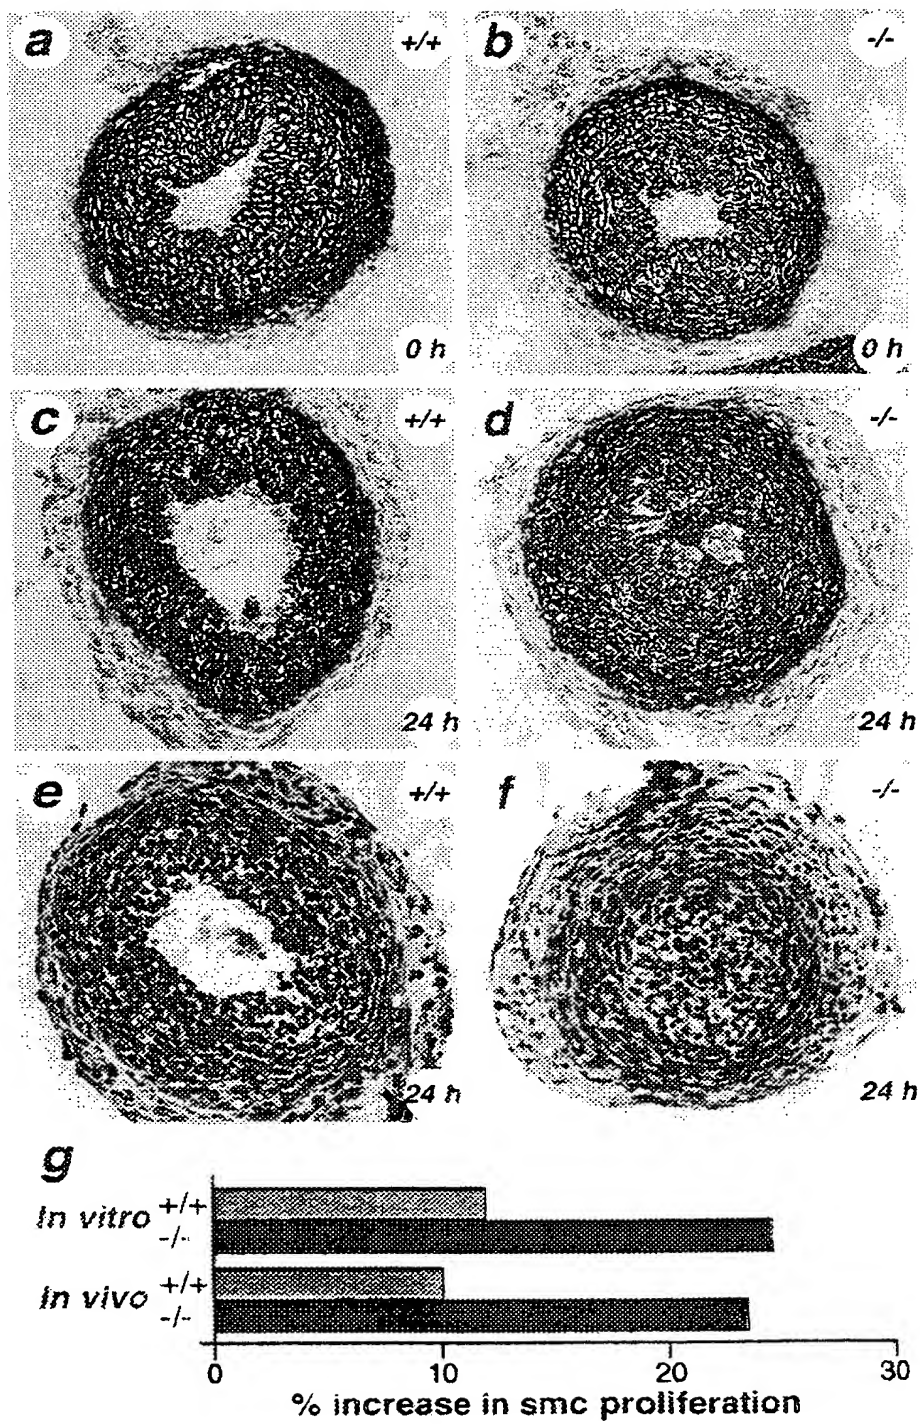 a +/+
b -/-
0 h
0 h
c +/+
d -/-
24 h
24 h
e +/+
f -/-
24 h
24 h
g
In vitro +/+
-/-
In vivo +/+
-/-
0 10 20 30
% increase in smc proliferation